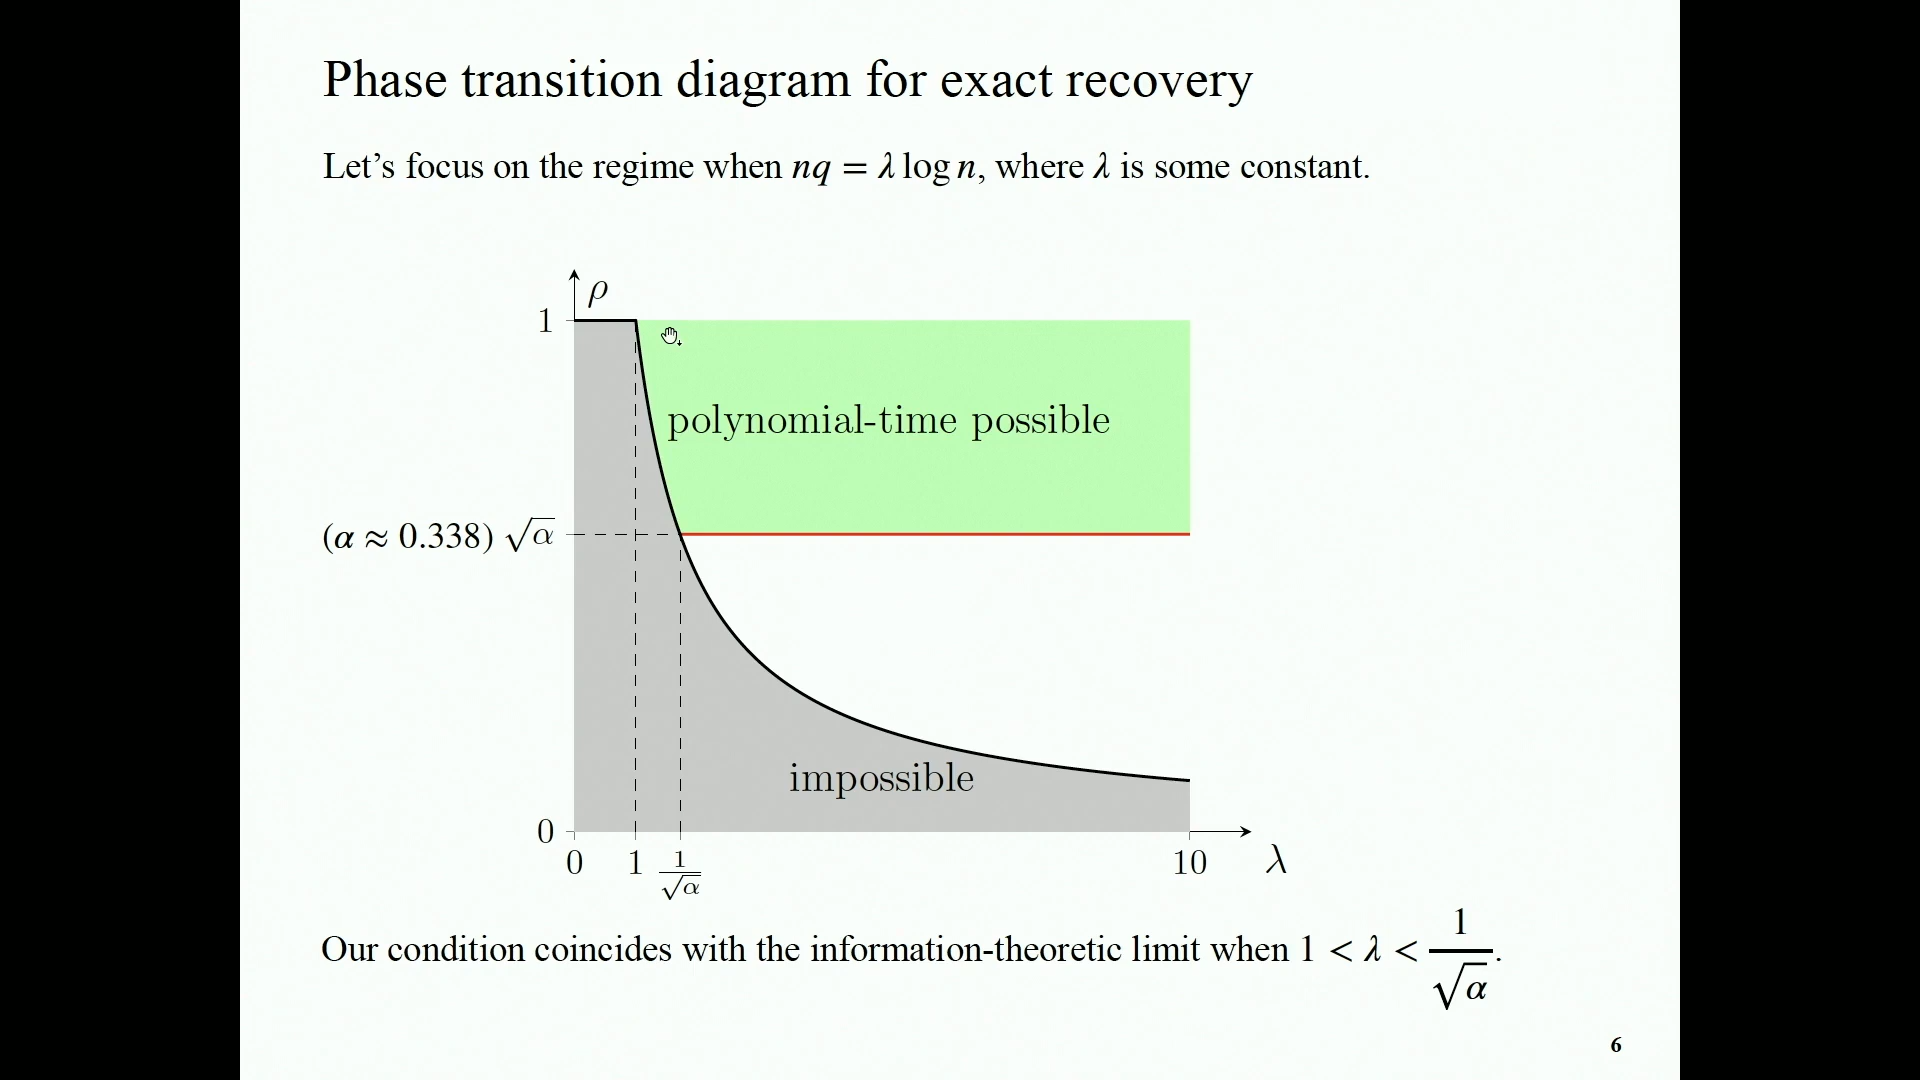 Phase transition diagram for exact recovery
Let's focus on the regime when nq = λ log n, where λ is some constant.
ρ
1
polynomial-time possible
(α ≈ 0.338) √α
impossible
0
0 1 1/√α 10 λ
Our condition coincides with the information-theoretic limit when 1 < λ < 1/√α.
6